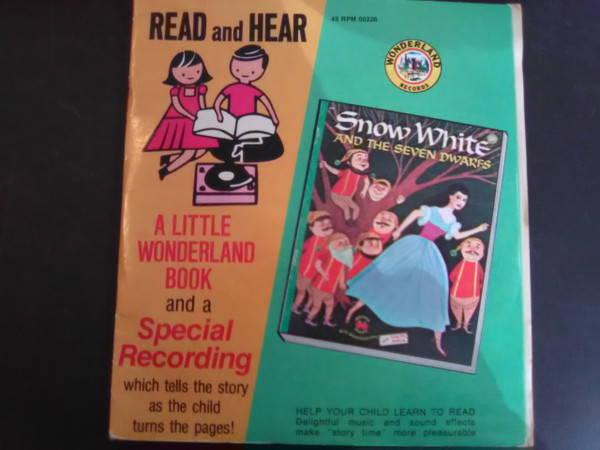 READ and HEAR
45 RPM 00226
WONDERLAND
RECORDS
Snow White
AND THE SEVEN DWARFS
A LITTLE
WONDERLAND
BOOK
and a
Special
Recording
which tells the story
as the child
turns the pages!
HELP YOUR CHILD LEARN TO READ
Delightful music and sound effects
make "story time" more pleasurable